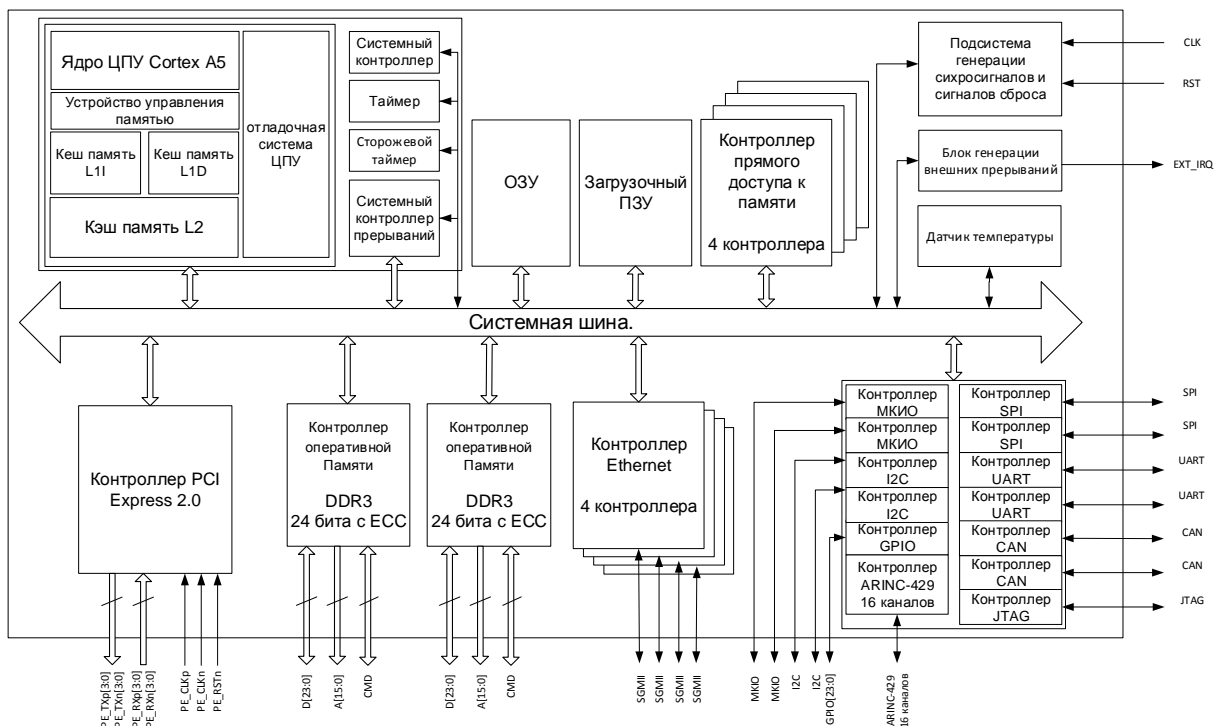 Ядро ЦПУ Cortex A5
Устройство управления
памятью
Кеш память
L1I
Кеш память
L1D
Кэш память L2
отладочная
система
ЦПУ
Системный
контроллер
Таймер
Сторожевой
таймер
Системный
контроллер
прерываний
ОЗУ
Загрузочный
ПЗУ
Контроллер
прямого
доступа к
памяти
4 контроллера
Подсистема
генерации
сихросигналов и
сигналов сброса
Блок генерации
внешних прерываний
Датчик температуры
CLK
RST
EXT_IRQ
Системная шина.
Контроллер PCI
Express 2.0
Контроллер
оперативной
Памяти
DDR3
24 бита с ECC
Контроллер
оперативной
Памяти
DDR3
24 бита с ECC
Контроллер
Ethernet
4 контроллера
Контроллер
МКИО
Контроллер
МКИО
Контроллер
I2C
Контроллер
I2C
Контроллер
GPIO
Контроллер
ARINC-429
16 каналов
Контроллер
SPI
Контроллер
SPI
Контроллер
UART
Контроллер
UART
Контроллер
CAN
Контроллер
CAN
Контроллер
JTAG
SPI
SPI
UART
UART
CAN
CAN
JTAG
PE_TXp[3:0]
PE_TXn[3:0]
PE_RXp[3:0]
PE_RXn[3:0]
PE_CLKp
PE_CLKn
PE_RSTn
D[23:0]
A[15:0]
CMD
D[23:0]
A[15:0]
CMD
SGMII
SGMII
SGMII
SGMII
МКIO
МКIO
I2C
I2C
GPIO[23:0]
ARINC-429
16 каналов